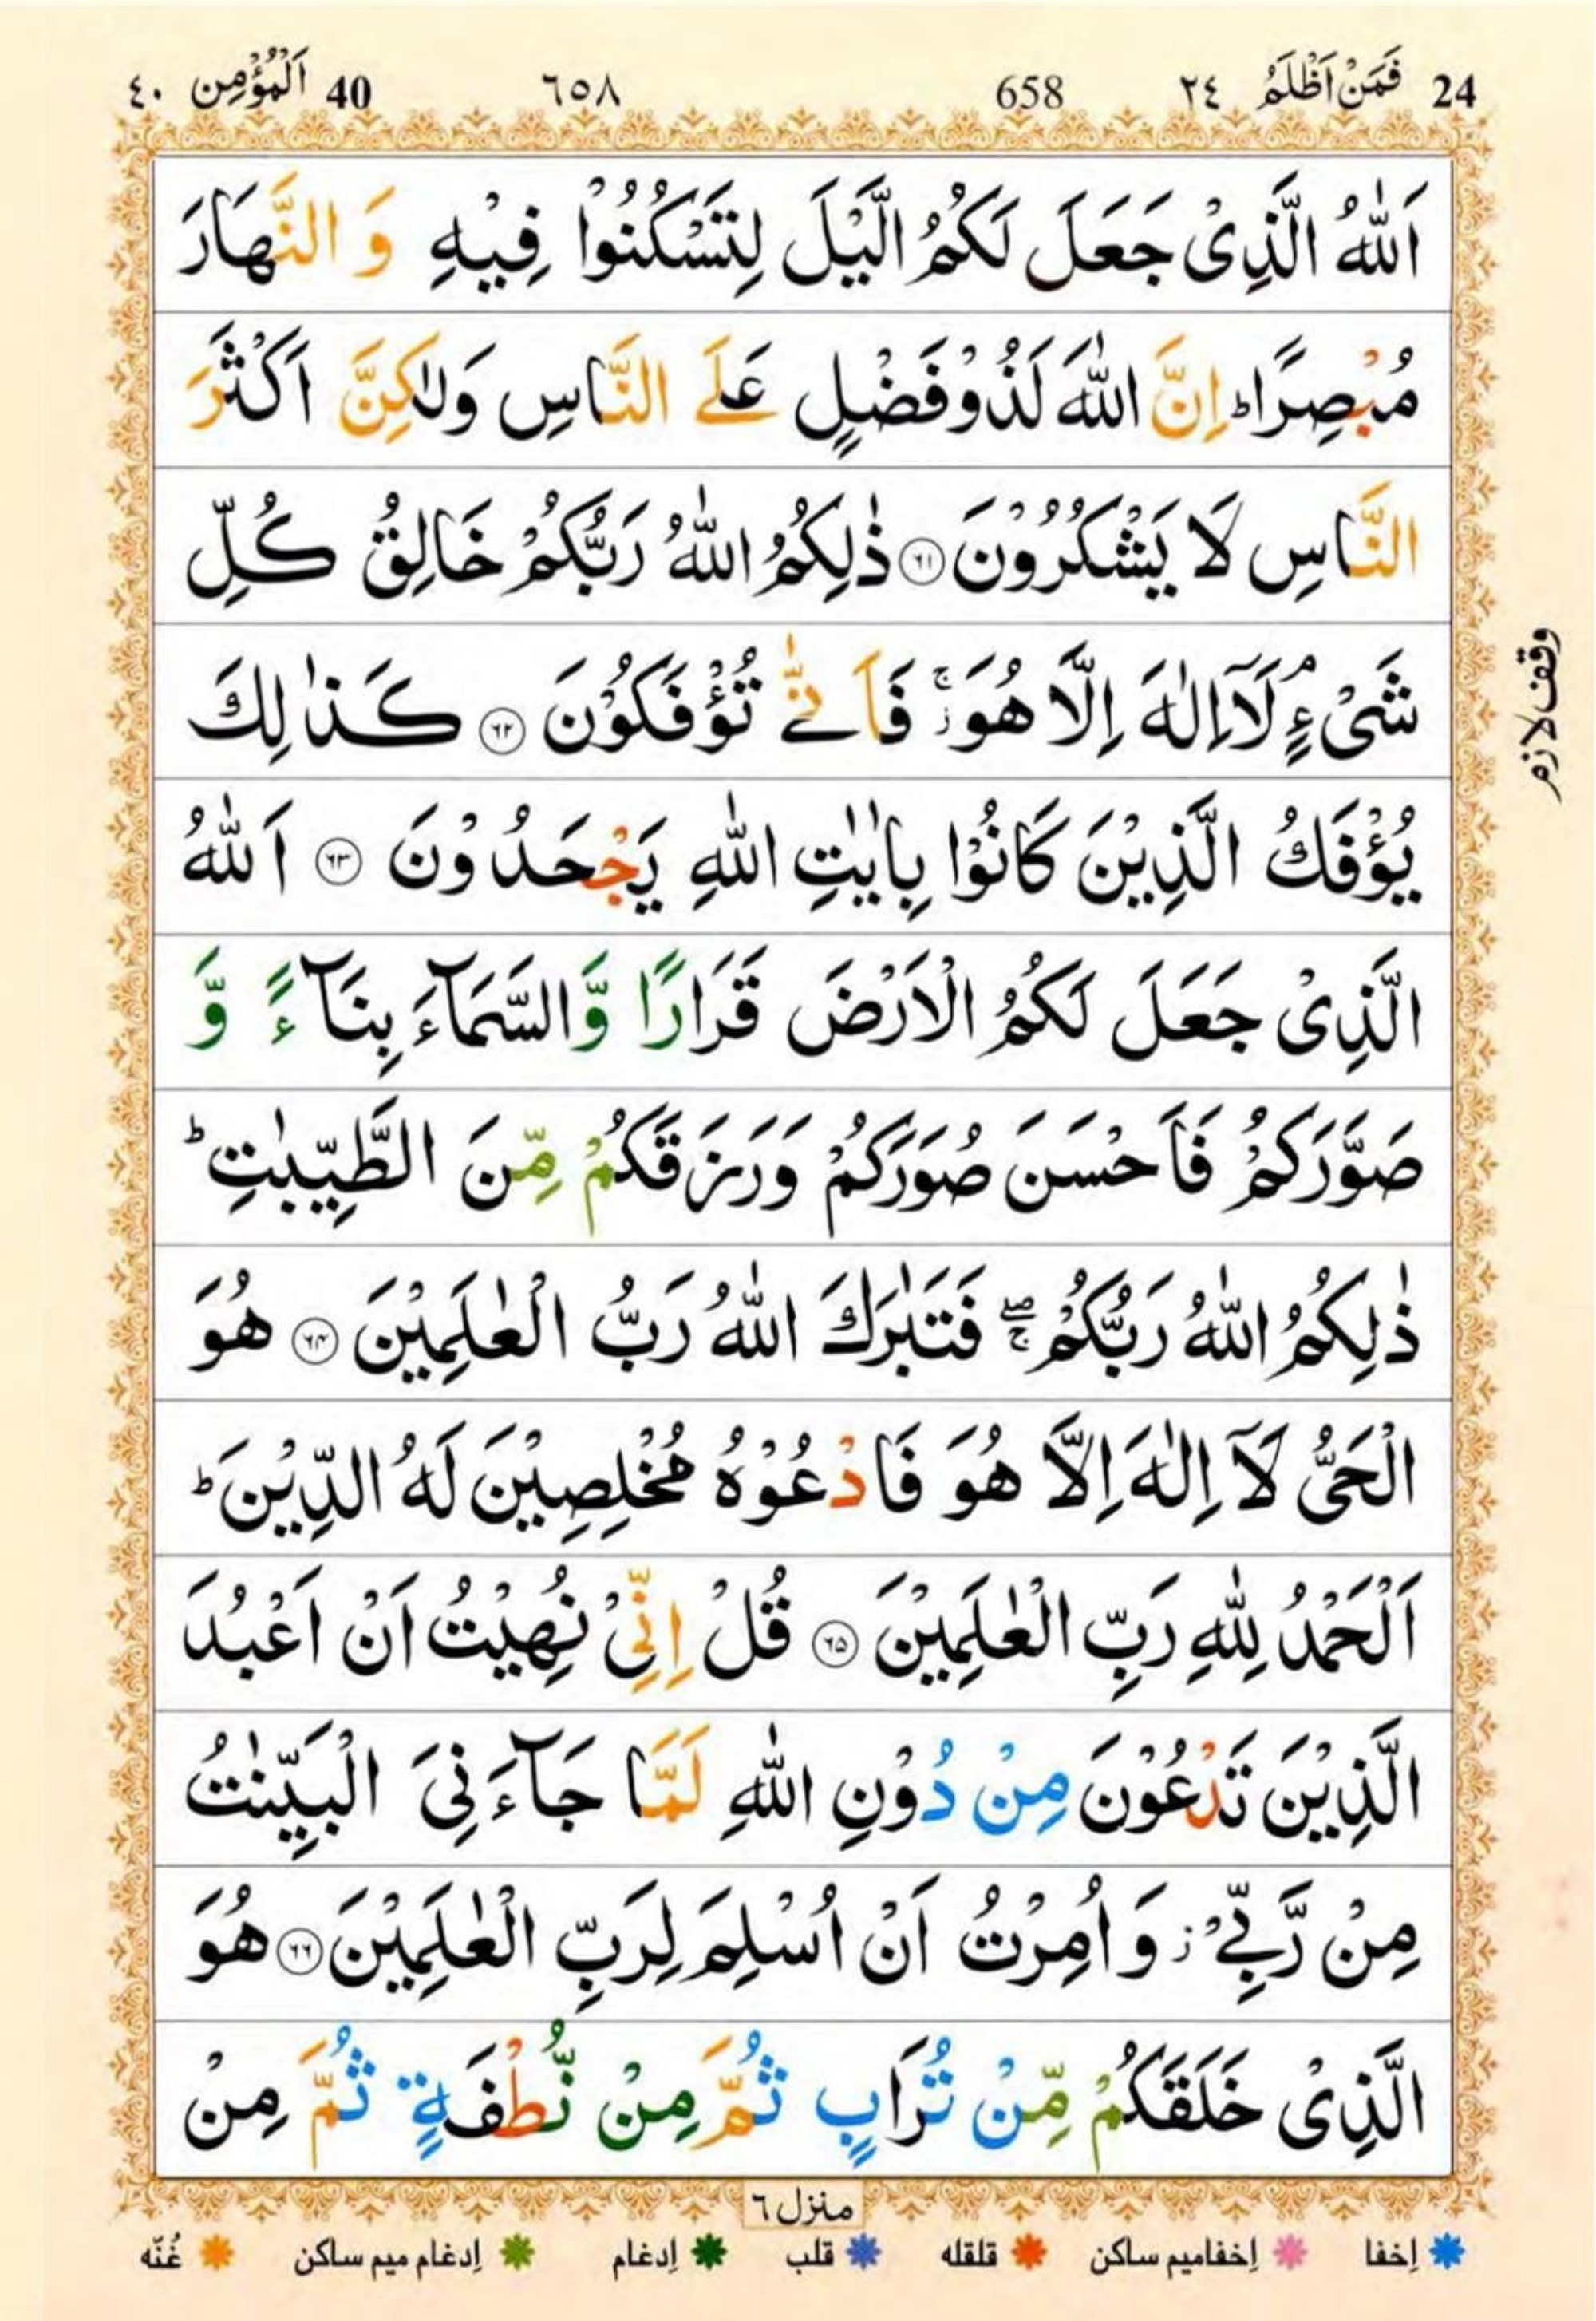 24 فَمَنْ اَظْلَمُ ٢٤ 658 ٦٥٨ 40 اَلْمُؤْمِن ٤٠
اَللّٰهُ الَّذِىْ جَعَلَ لَكُمُ الَّيْلَ لِتَسْكُنُوْا فِيْهِ وَ النَّهَارَ
مُبْصِرًا ؕ اِنَّ اللّٰهَ لَذُوْ فَضْلٍ عَلَى النَّاسِ وَلٰكِنَّ اَكْثَرَ
النَّاسِ لَا يَشْكُرُوْنَ ۝٦١ ذٰلِكُمُ اللّٰهُ رَبُّكُمْ خَالِقُ كُلِّ
شَىْءٍ ۘ لَاۤ اِلٰهَ اِلَّا هُوَ ۚ ز فَاَنّٰى تُؤْفَكُوْنَ ۝٦٢ كَذٰلِكَ
وقف لازم
يُؤْفَكُ الَّذِيْنَ كَانُوْا بِاٰيٰتِ اللّٰهِ يَجْحَدُوْنَ ۝٦٣ اَللّٰهُ
الَّذِىْ جَعَلَ لَكُمُ الْاَرْضَ قَرَارًا وَّالسَّمَآءَ بِنَآءً وَّ
صَوَّرَكُمْ فَاَحْسَنَ صُوَرَكُمْ وَرَزَقَكُمْ مِّنَ الطَّيِّبٰتِ ؕ
ذٰلِكُمُ اللّٰهُ رَبُّكُمْ ۖۚ فَتَبٰرَكَ اللّٰهُ رَبُّ الْعٰلَمِيْنَ ۝٦٤ هُوَ
الْحَىُّ لَاۤ اِلٰهَ اِلَّا هُوَ فَادْعُوْهُ مُخْلِصِيْنَ لَهُ الدِّيْنَ ؕ
اَلْحَمْدُ لِلّٰهِ رَبِّ الْعٰلَمِيْنَ ۝٦٥ قُلْ اِنِّىْ نُهِيْتُ اَنْ اَعْبُدَ
الَّذِيْنَ تَدْعُوْنَ مِنْ دُوْنِ اللّٰهِ لَمَّا جَآءَنِىَ الْبَيِّنٰتُ
مِنْ رَّبِّىْ ز وَاُمِرْتُ اَنْ اُسْلِمَ لِرَبِّ الْعٰلَمِيْنَ ۝٦٦ هُوَ
الَّذِىْ خَلَقَكُمْ مِّنْ تُرَابٍ ثُمَّ مِنْ نُّطْفَةٍ ثُمَّ مِنْ
منزل ٦
إخفا إخفا ميم ساكن قلقله قلب إدغام إدغام ميم ساكن غُنّه